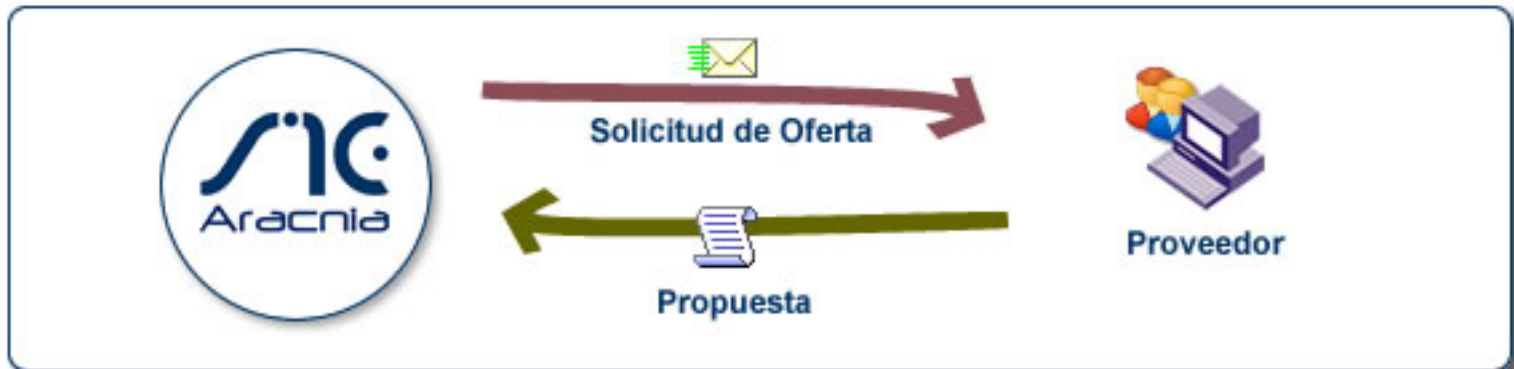 Solicitud de Oferta
SIC
Aracnia
Proveedor
Propuesta